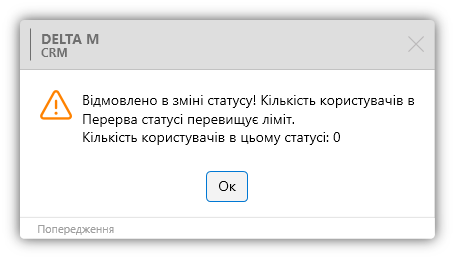 DELTA M
CRM
Відмовлено в зміні статусу! Кількість користувачів в
Перерва статусі перевищує ліміт.
Кількість користувачів в цьому статусі: 0
Ок
Попередження